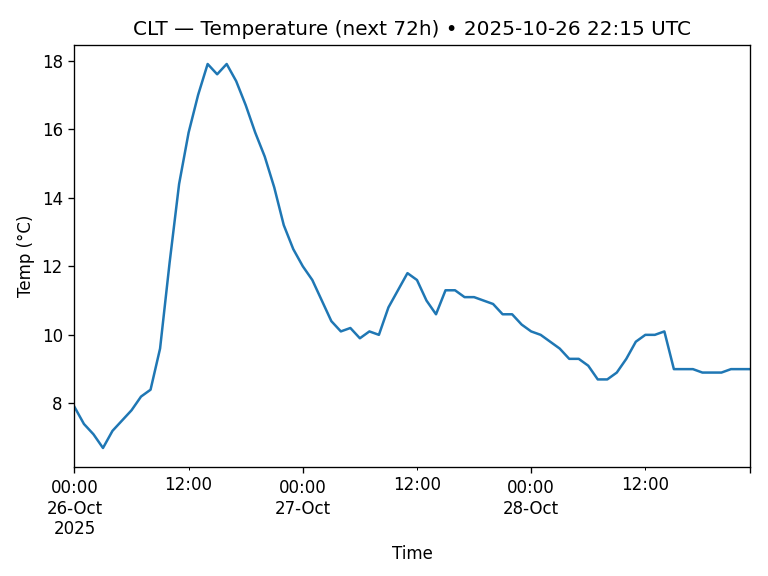 CLT — Temperature (next 72h) • 2025-10-26 22:15 UTC
Temp (°C)
18
16
14
12
10
8
00:00 12:00 00:00 12:00 00:00 12:00
26-Oct 27-Oct 28-Oct
2025
Time